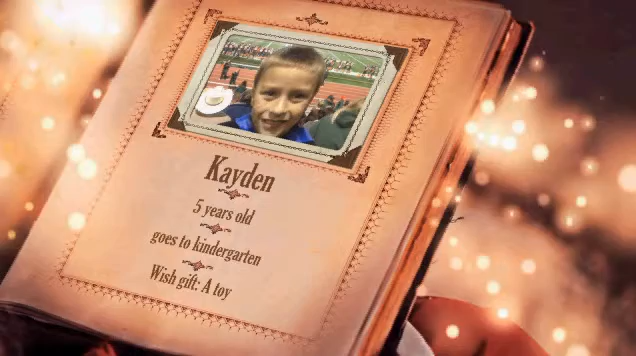 Kayden
5 years old
goes to kindergarten
Wish gift: A toy